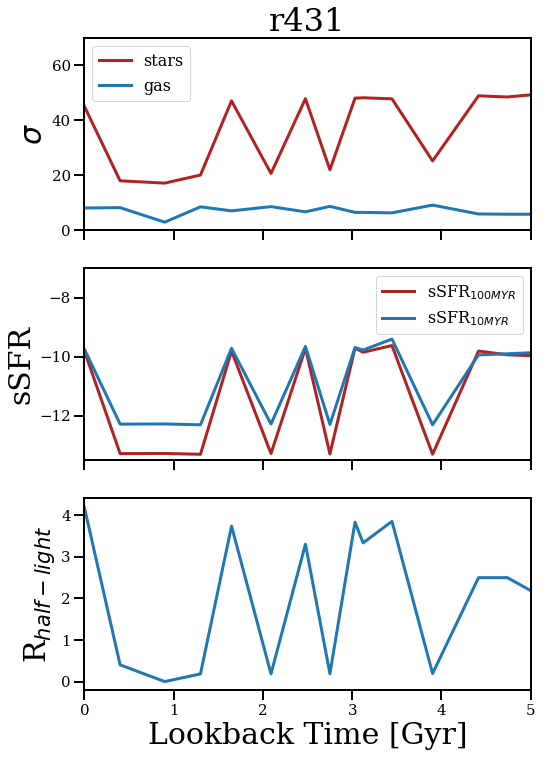 r431
60
40
20
0
σ
stars
gas
−8
−10
−12
sSFR
sSFR100MYR
sSFR10MYR
4
3
2
1
0
Rhalf−light
0 1 2 3 4 5
Lookback Time [Gyr]